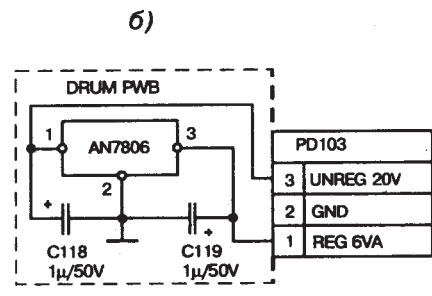 б)
DRUM PWB
1
AN7806
3
2
+
C118
1µ/50V
+
C119
1µ/50V
PD103
3 UNREG 20V
2 GND
1 REG 6VA